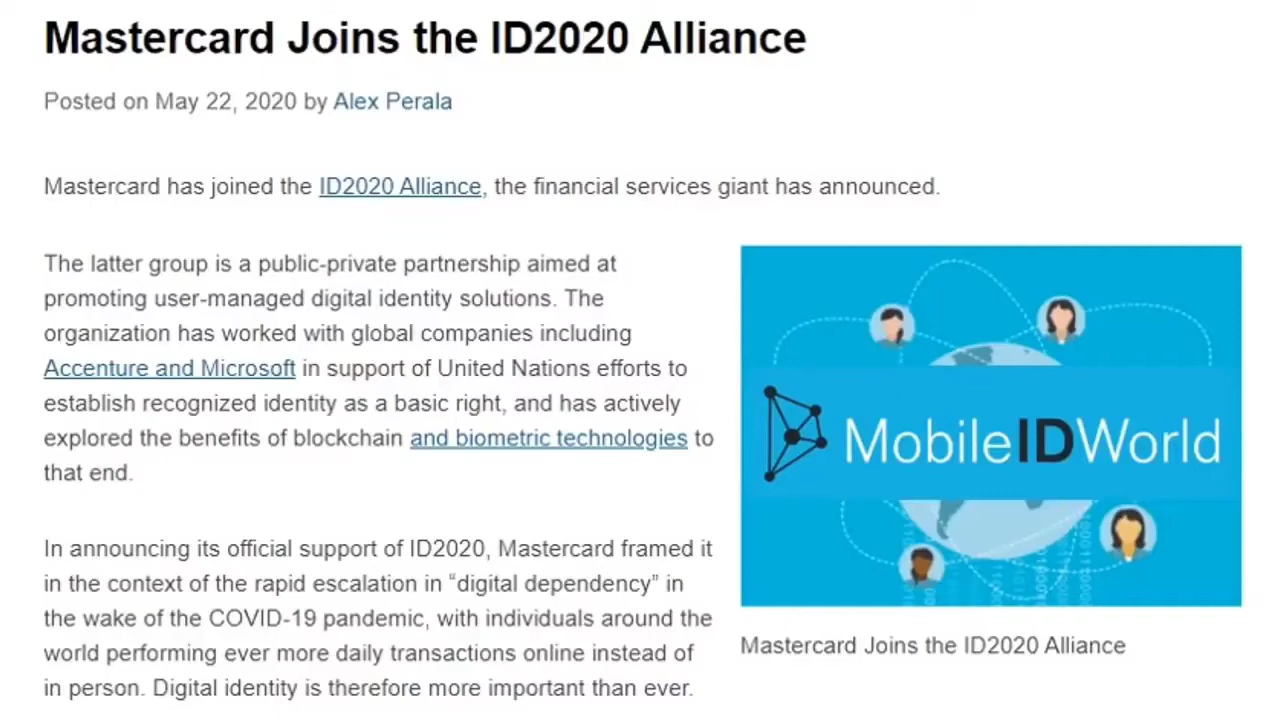 Mastercard Joins the ID2020 Alliance
Posted on May 22, 2020 by Alex Perala
Mastercard has joined the ID2020 Alliance, the financial services giant has announced.
The latter group is a public-private partnership aimed at
promoting user-managed digital identity solutions. The
organization has worked with global companies including
Accenture and Microsoft in support of United Nations efforts to
establish recognized identity as a basic right, and has actively
explored the benefits of blockchain and biometric technologies to
that end.
In announcing its official support of ID2020, Mastercard framed it
in the context of the rapid escalation in “digital dependency” in
the wake of the COVID-19 pandemic, with individuals around the
world performing ever more daily transactions online instead of
in person. Digital identity is therefore more important than ever.
MobileIDWorld
Mastercard Joins the ID2020 Alliance